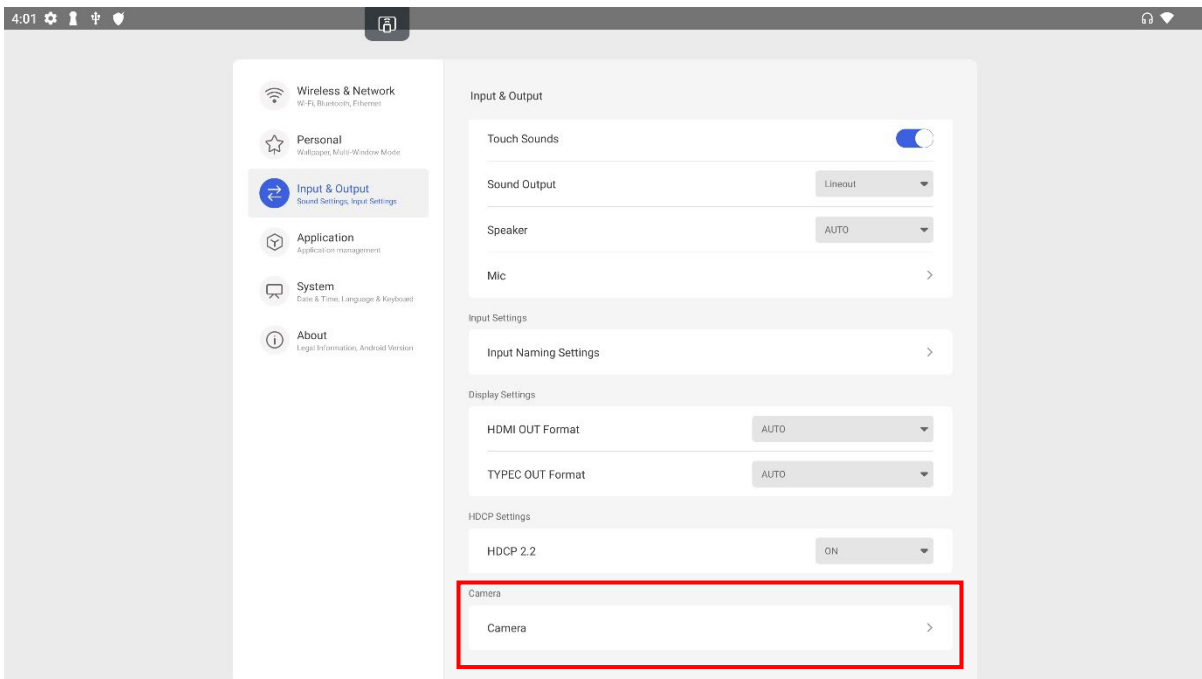 4:01
Wireless & Network
Wi-Fi, Bluetooth, Ethernet
Personal
Wallpaper, Multi-Window Mode
Input & Output
Sound Settings, Input Settings
Application
Application management
System
Date & Time, Language & Keyboard
About
Legal Information, Android Version
Input & Output
Touch Sounds
Sound Output
Lineout
Speaker
AUTO
Mic
Input Settings
Input Naming Settings
Display Settings
HDMI OUT Format
AUTO
TYPEC OUT Format
AUTO
HDCP Settings
HDCP 2.2
ON
Camera
Camera